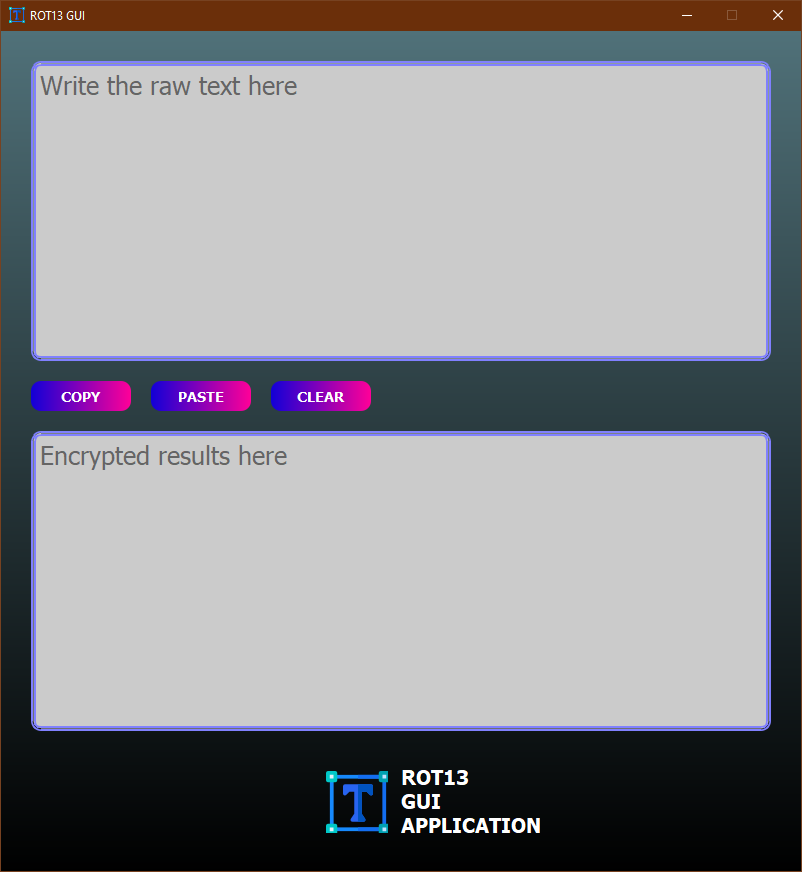 ROT13 GUI
Write the raw text here
COPY PASTE CLEAR
Encrypted results here
T
ROT13
GUI
APPLICATION